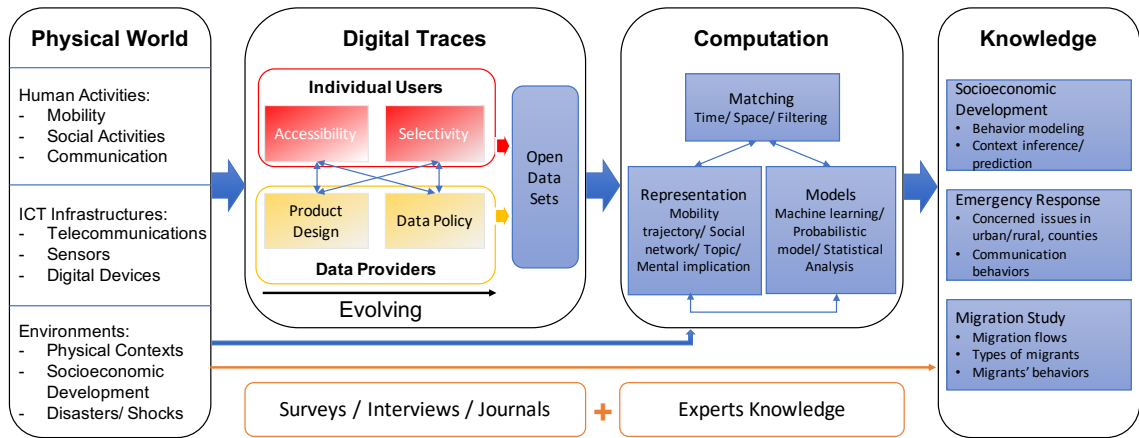 Physical World
Human Activities:
- Mobility
- Social Activities
- Communication
ICT Infrastructures:
- Telecommunications
- Sensors
- Digital Devices
Environments:
- Physical Contexts
- Socioeconomic
Development
- Disasters/ Shocks
Digital Traces
Individual Users
Accessibility
Selectivity
Product
Design
Data Policy
Data Providers
Evolving
Open
Data
Sets
Computation
Matching
Time/ Space/ Filtering
Representation
Mobility
trajectory/ Social
network/ Topic/
Mental implication
Models
Machine learning/
Probabilistic
model/ Statistical
Analysis
Knowledge
Socioeconomic
Development
• Behavior modeling
• Context inference/
prediction
Emergency Response
• Concerned issues in
urban/rural, counties
• Communication
behaviors
Migration Study
• Migration flows
• Types of migrants
• Migrants' behaviors
Surveys / Interviews / Journals
+
Experts Knowledge